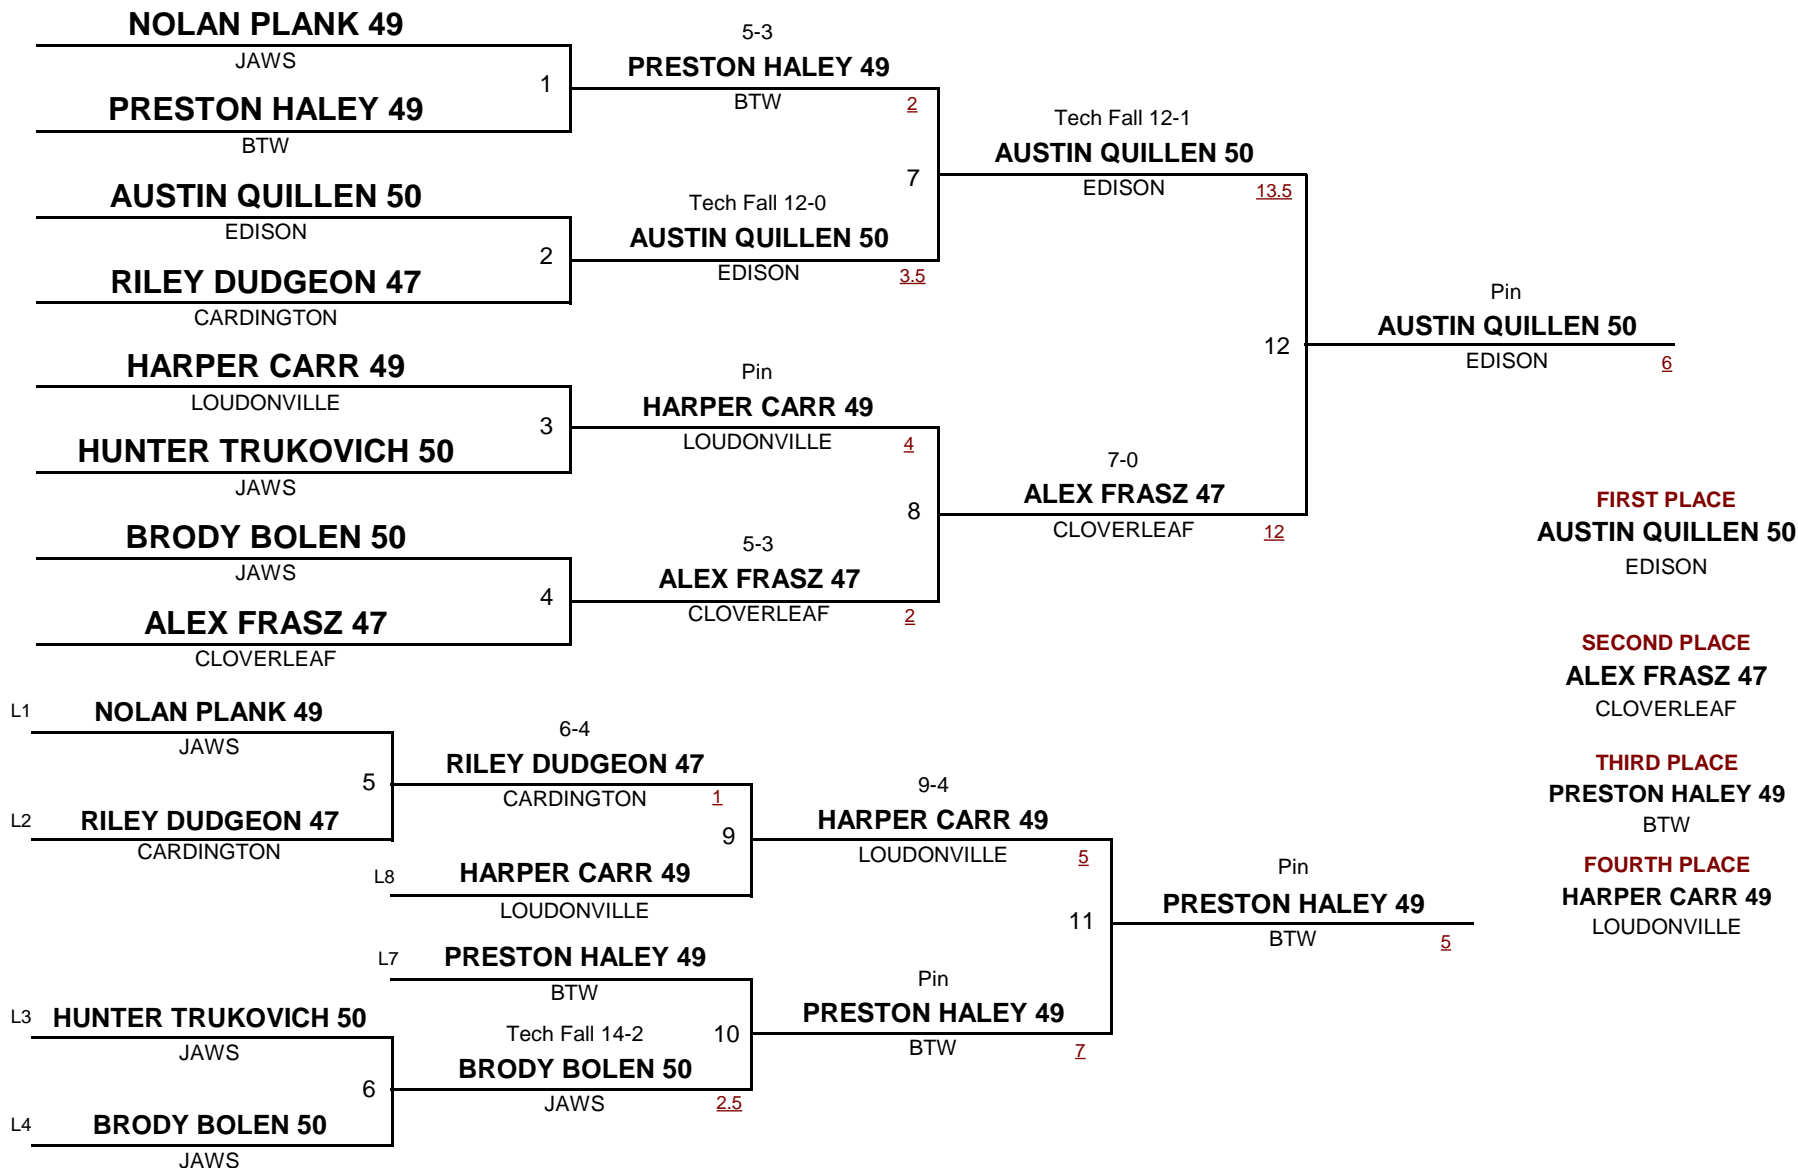 NOLAN PLANK 49
JAWS
1
PRESTON HALEY 49
BTW
5-3
PRESTON HALEY 49
BTW
2
AUSTIN QUILLEN 50
EDISON
2
RILEY DUDGEON 47
CARDINGTON
Tech Fall 12-0
AUSTIN QUILLEN 50
EDISON
3.5
7
Tech Fall 12-1
AUSTIN QUILLEN 50
EDISON
13.5
HARPER CARR 49
LOUDONVILLE
3
HUNTER TRUKOVICH 50
JAWS
Pin
HARPER CARR 49
LOUDONVILLE
4
BRODY BOLEN 50
JAWS
4
ALEX FRASZ 47
CLOVERLEAF
5-3
ALEX FRASZ 47
CLOVERLEAF
2
8
7-0
ALEX FRASZ 47
CLOVERLEAF
12
12
Pin
AUSTIN QUILLEN 50
EDISON
6
FIRST PLACE
AUSTIN QUILLEN 50
EDISON
SECOND PLACE
ALEX FRASZ 47
CLOVERLEAF
THIRD PLACE
PRESTON HALEY 49
BTW
FOURTH PLACE
HARPER CARR 49
LOUDONVILLE
L1
NOLAN PLANK 49
JAWS
5
L2
RILEY DUDGEON 47
CARDINGTON
6-4
RILEY DUDGEON 47
CARDINGTON
1
9
L8
HARPER CARR 49
LOUDONVILLE
9-4
HARPER CARR 49
LOUDONVILLE
5
L7
PRESTON HALEY 49
BTW
L3
HUNTER TRUKOVICH 50
JAWS
6
L4
BRODY BOLEN 50
JAWS
Tech Fall 14-2
BRODY BOLEN 50
JAWS
2.5
10
Pin
PRESTON HALEY 49
BTW
7
11
Pin
PRESTON HALEY 49
BTW
5